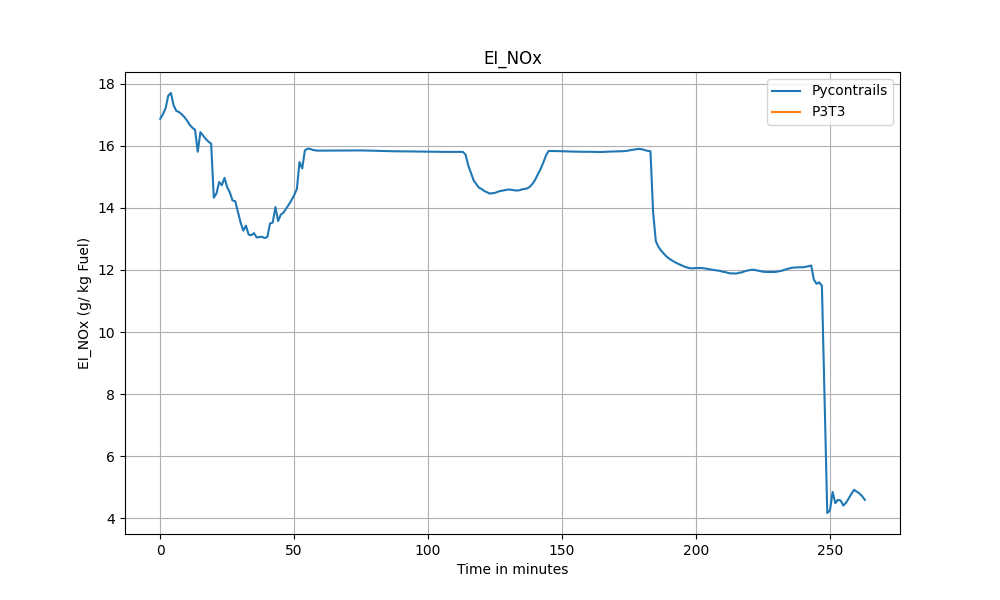 EI_NOx
Pycontrails
P3T3
EI_NOx (g/ kg Fuel)
18
16
14
12
10
8
6
4
0
50
100
150
200
250
Time in minutes